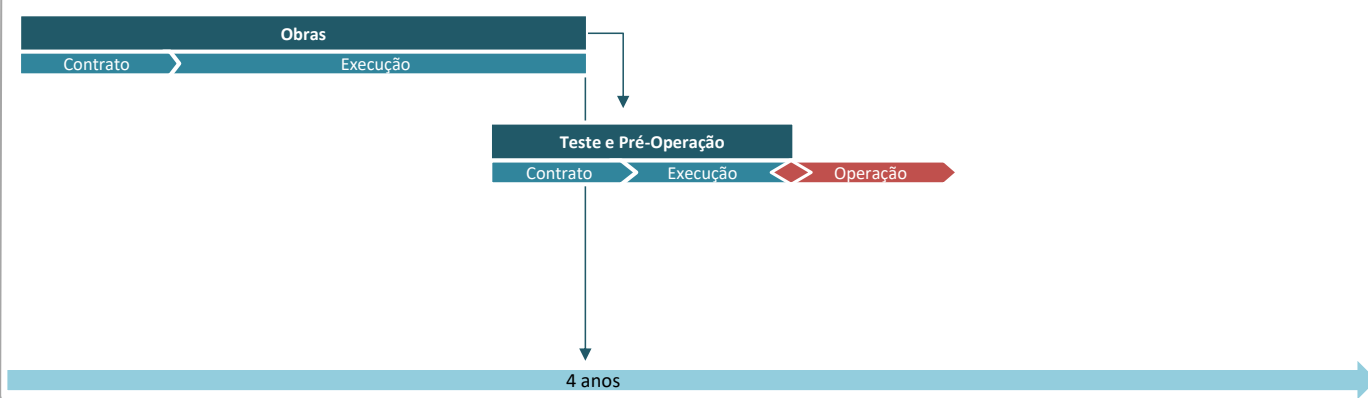 Obras
Contrato
Execução
Teste e Pré-Operação
Contrato
Execução
Operação
4 anos